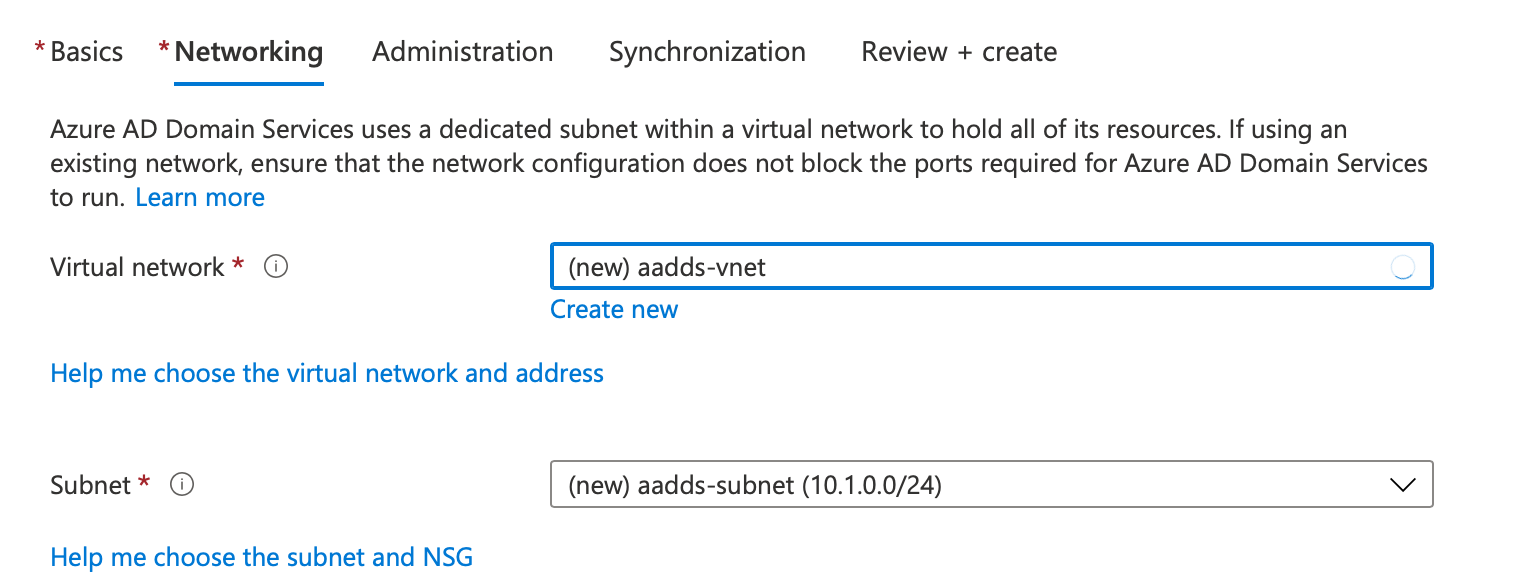 * Basics * Networking Administration Synchronization Review + create
Azure AD Domain Services uses a dedicated subnet within a virtual network to hold all of its resources. If using an
existing network, ensure that the network configuration does not block the ports required for Azure AD Domain Services
to run. Learn more
Virtual network * (new) aadds-vnet
Create new
Help me choose the virtual network and address
Subnet * (new) aadds-subnet (10.1.0.0/24)
Help me choose the subnet and NSG